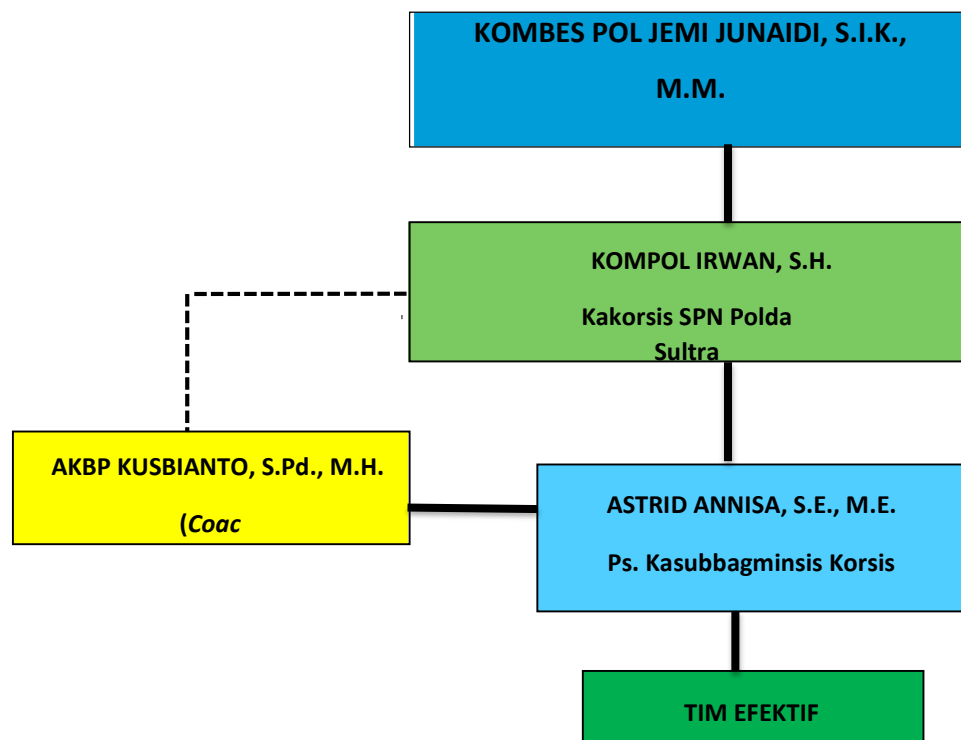 KOMBES POL JEMI JUNAIDI, S.I.K.,
M.M.
KOMPOL IRWAN, S.H.
Kakorsis SPN Polda
Sultra
AKBP KUSBIANTO, S.Pd., M.H.
(Coac
ASTRID ANNISA, S.E., M.E.
Ps. Kasubbagminsis Korsis
TIM EFEKTIF